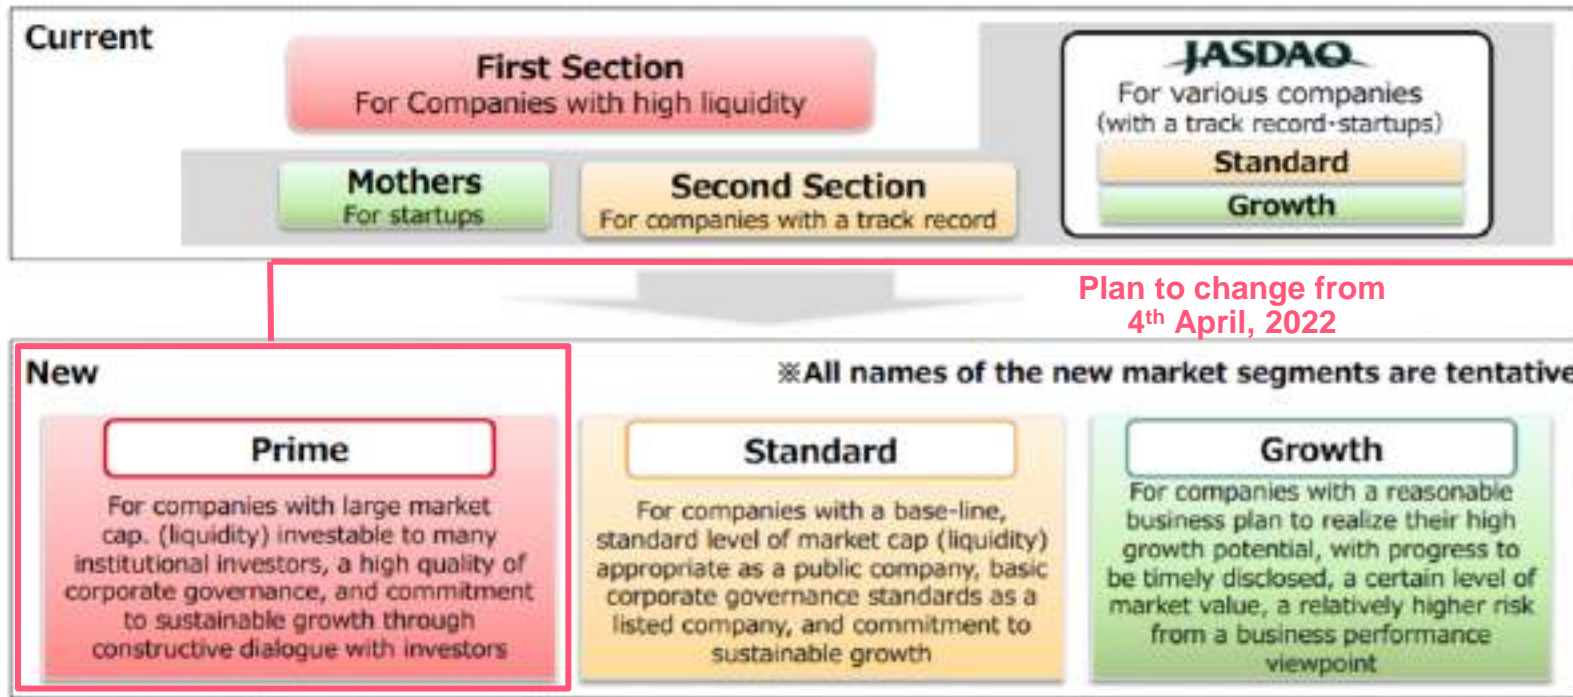 Current
First Section
For Companies with high liquidity
JASDAQ
For various companies
(with a track record・startups)
Standard
Growth
Mothers
For startups
Second Section
For companies with a track record
Plan to change from
4th April, 2022
New
※All names of the new market segments are tentative
Prime
For companies with large market
cap. (liquidity) investable to many
institutional investors, a high quality of
corporate governance, and commitment
to sustainable growth through
constructive dialogue with investors
Standard
For companies with a base-line,
standard level of market cap (liquidity)
appropriate as a public company, basic
corporate governance standards as a
listed company, and commitment to
sustainable growth
Growth
For companies with a reasonable
business plan to realize their high
growth potential, with progress to
be timely disclosed, a certain level of
market value, a relatively higher risk
from a business performance
viewpoint